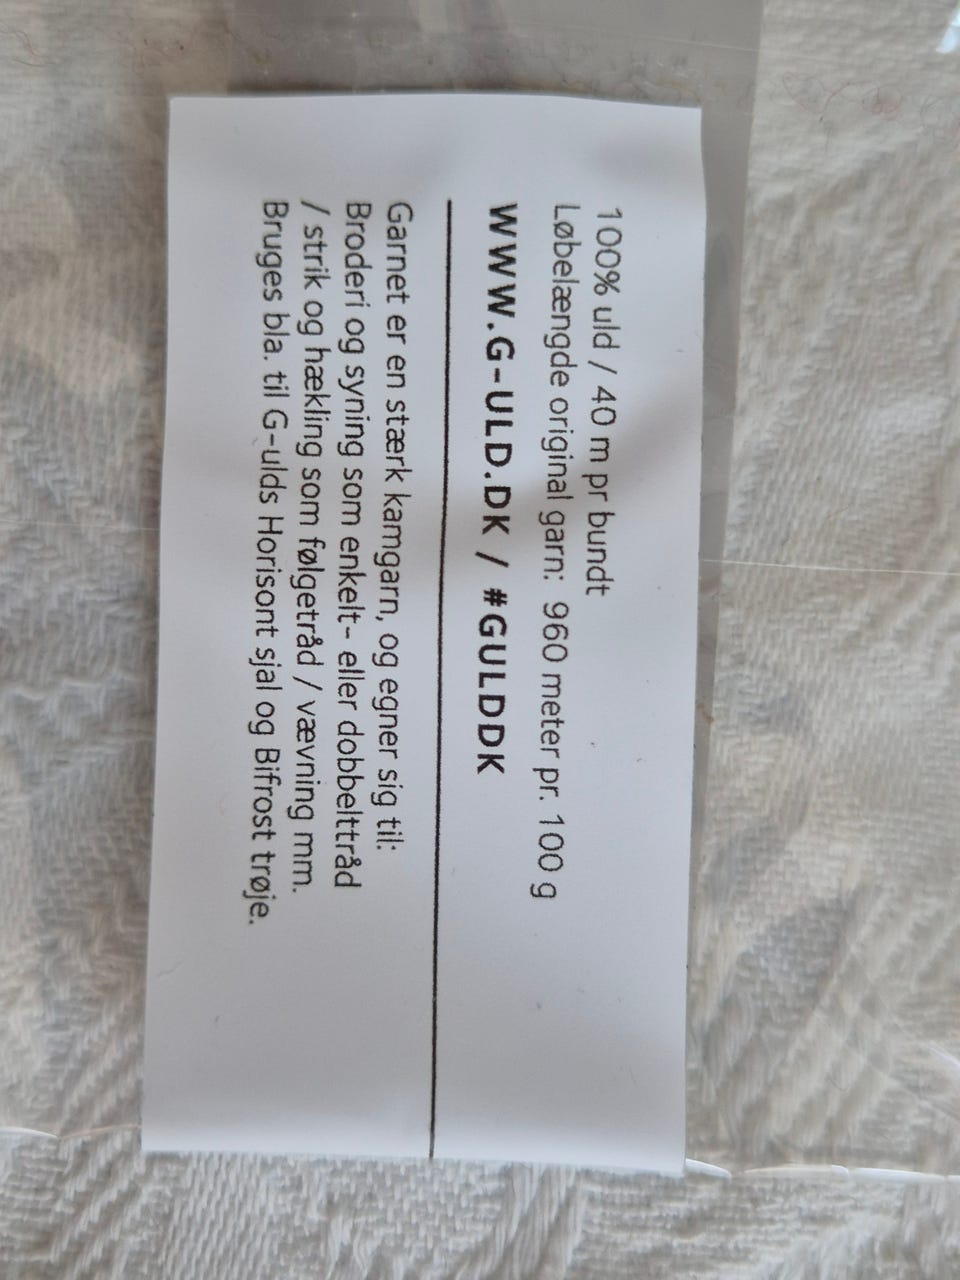 100% uld / 40 m pr bundt
Løbelængde original garn: 960 meter pr. 100 g
WWW.G-ULD.DK / #GULDDK
Garnet er en stærk kamgarn, og egner sig til:
Broderi og syning som enkelt- eller dobbelttråd
/ strik og hækling som følgetråd / vævning mm.
Bruges bla. til G-ulds Horisont sjal og Bifrost trøje.